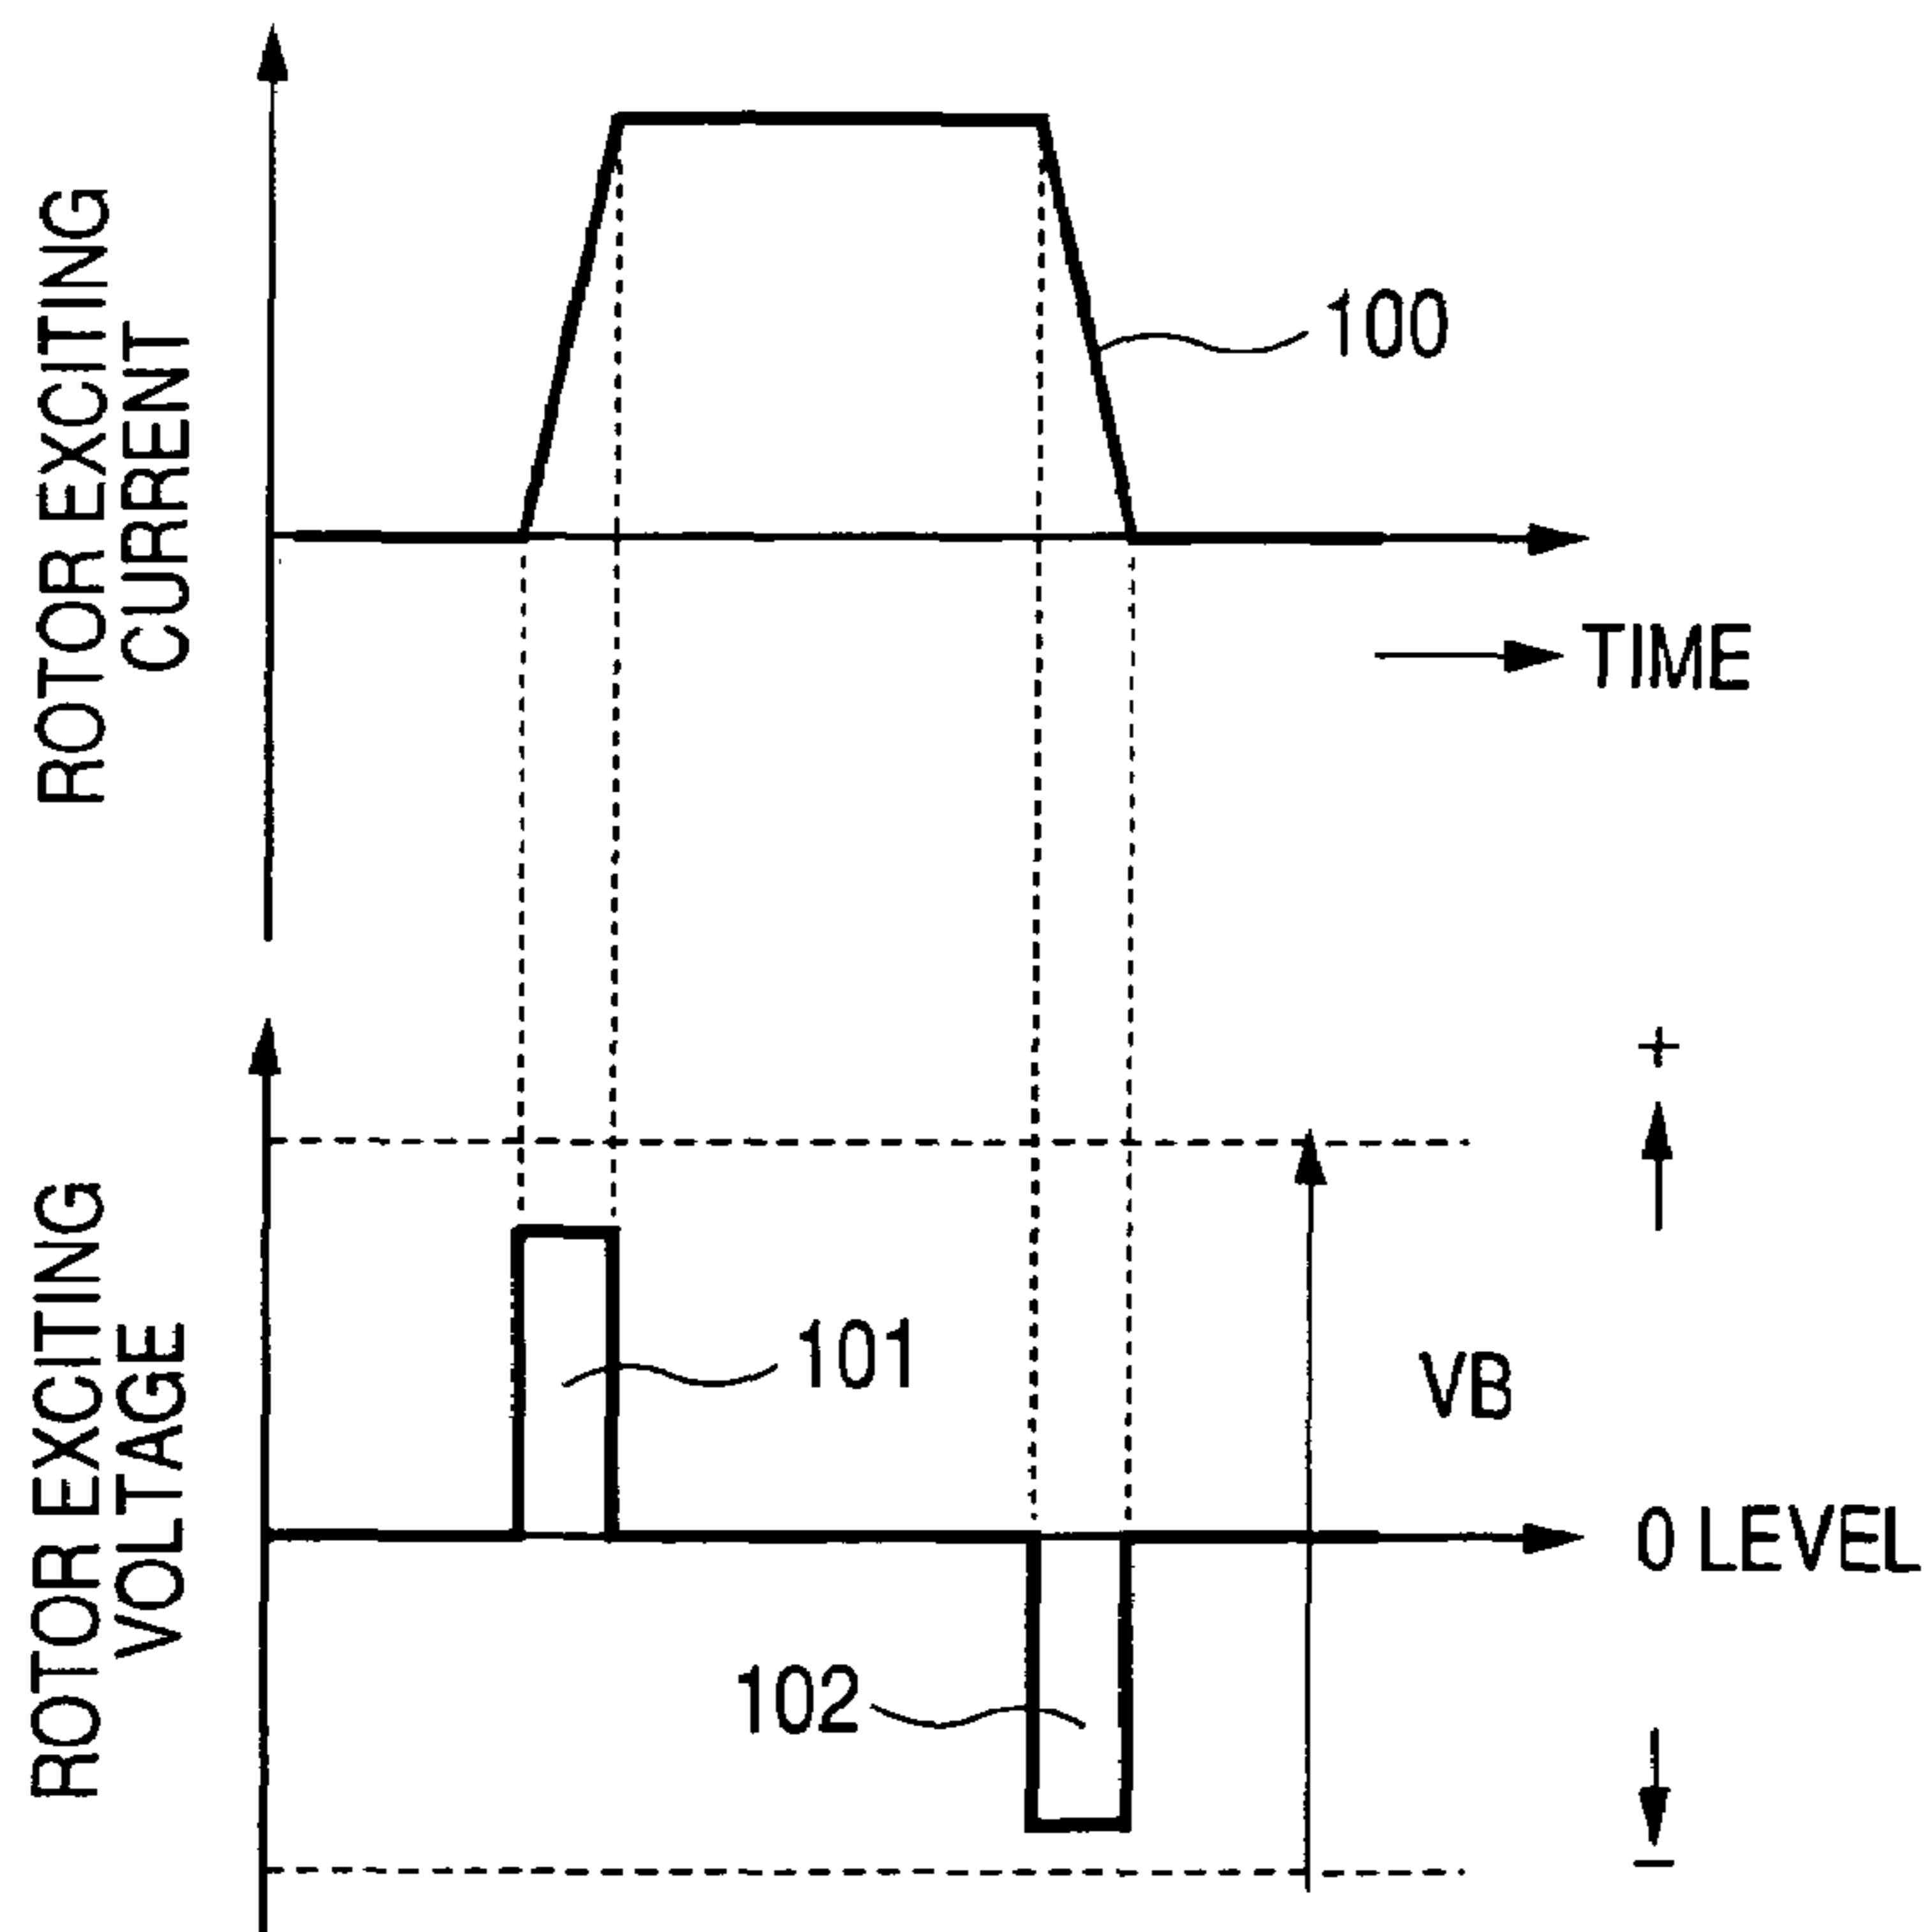 ROTOR EXCITING
CURRENT
100
TIME
+
ROTOR EXCITING
VOLTAGE
101
VB
0 LEVEL
102
−